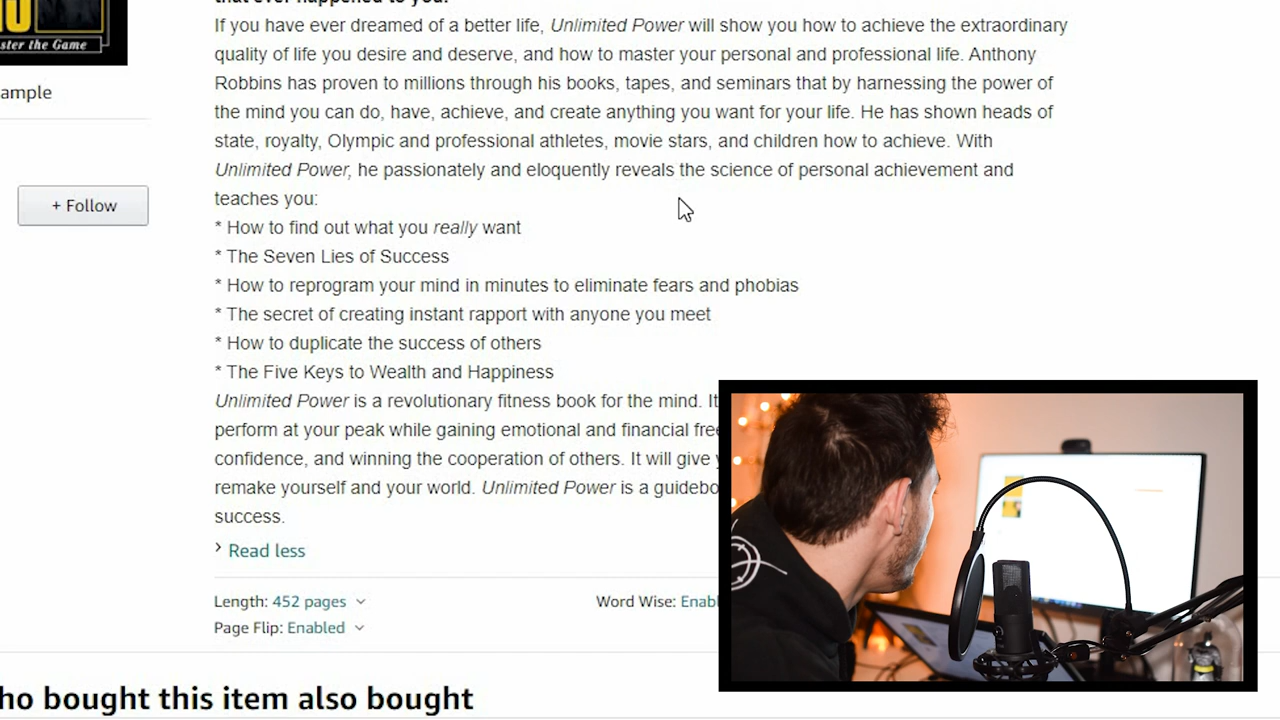 that ever happened to you.
If you have ever dreamed of a better life, Unlimited Power will show you how to achieve the extraordinary
ster the Game
quality of life you desire and deserve, and how to master your personal and professional life. Anthony
Robbins has proven to millions through his books, tapes, and seminars that by harnessing the power of
ample
the mind you can do, have, achieve, and create anything you want for your life. He has shown heads of
state, royalty, Olympic and professional athletes, movie stars, and children how to achieve. With
Unlimited Power, he passionately and eloquently reveals the science of personal achievement and
teaches you:
+ Follow
* How to find out what you really want
* The Seven Lies of Success
* How to reprogram your mind in minutes to eliminate fears and phobias
* The secret of creating instant rapport with anyone you meet
* How to duplicate the success of others
* The Five Keys to Wealth and Happiness
Unlimited Power is a revolutionary fitness book for the mind. It
perform at your peak while gaining emotional and financial fre
confidence, and winning the cooperation of others. It will give
remake yourself and your world. Unlimited Power is a guidebo
success.
Read less
Length: 452 pages
Word Wise: Enabl
Page Flip: Enabled
ho bought this item also bought